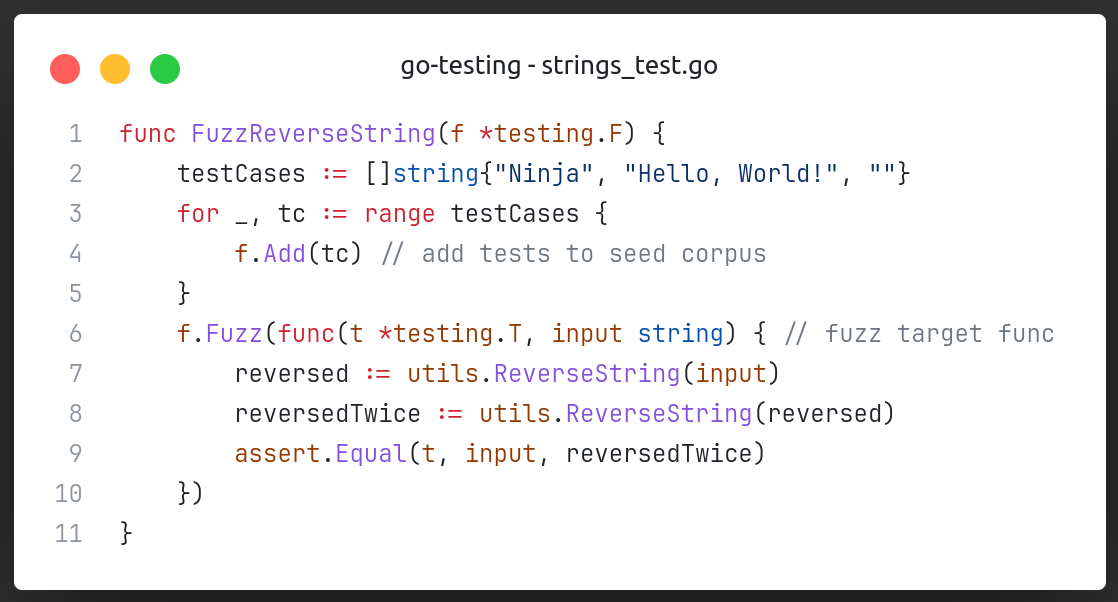 go-testing - strings_test.go
1 func FuzzReverseString(f *testing.F) {
2     testCases := []string{"Ninja", "Hello, World!", ""}
3     for _, tc := range testCases {
4         f.Add(tc) // add tests to seed corpus
5     }
6     f.Fuzz(func(t *testing.T, input string) { // fuzz target func
7         reversed := utils.ReverseString(input)
8         reversedTwice := utils.ReverseString(reversed)
9         assert.Equal(t, input, reversedTwice)
10     })
11 }